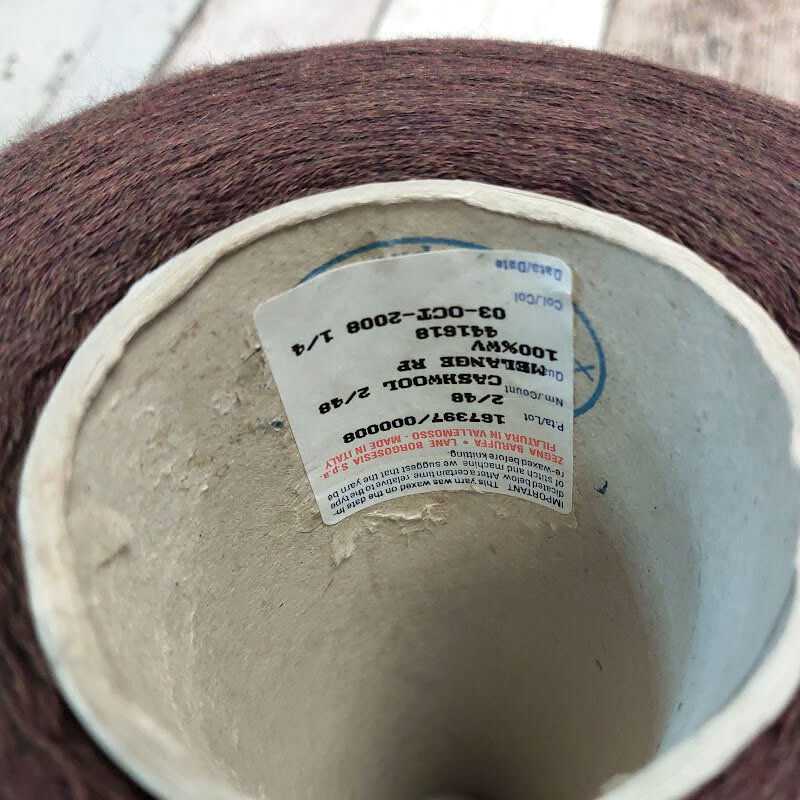 IMPORTANT This yarn was waxed on the date in-
dicated below. After a certain time, relative to the type
of stitch and machine, we suggest that the yarn be
re-waxed before knitting.
ZEGNA BARUFFA • LANE BORGOSESIA S.p.a.
FILATURA IN VALLEMOSSO - MADE IN ITALY
Pta/Lot 167397/000008
Nm/Count 2/48
CASHWOOL 2/48
MELANGE RP
100%WV
Col./Col 441618
Data/Date 03-OCT-2008 1/4
X